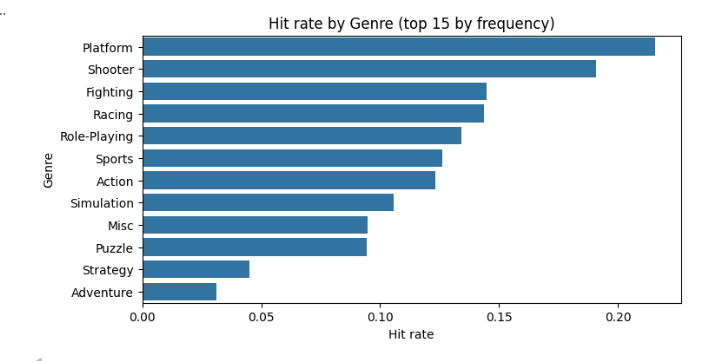 ..
Hit rate by Genre (top 15 by frequency)
Platform
Shooter
Fighting
Racing
Role-Playing
Sports
Action
Simulation
Misc
Puzzle
Strategy
Adventure
Genre
0.00 0.05 0.10 0.15 0.20
Hit rate